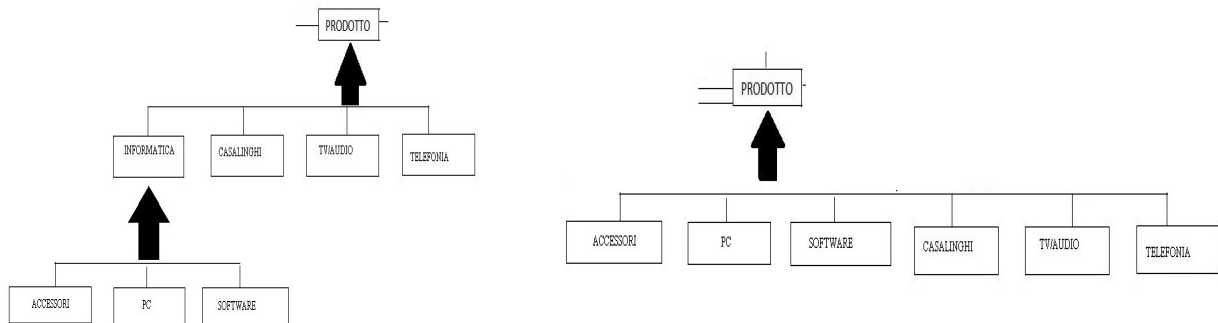 PRODOTTO
INFORMATICA
CASALINGHI
TV/AUDIO
TELEFONIA
ACCESSORI
PC
SOFTWARE
PRODOTTO
ACCESSORI
PC
SOFTWARE
CASALINGHI
TV/AUDIO
TELEFONIA